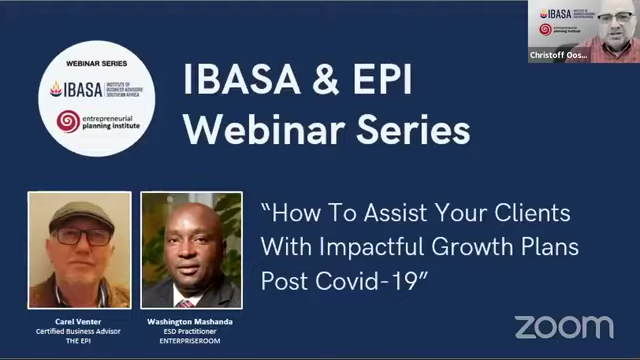 WEBINAR SERIES
IBASA
INSTITUTE OF
BUSINESS ADVISORS
SOUTHERN AFRICA
entrepreneurial
planning institute
IBASA & EPI
Webinar Series
"How To Assist Your Clients
With Impactful Growth Plans
Post Covid-19"
Carel Venter
Certified Business Advisor
THE EPI
Washington Mashanda
ESD Practitioner
ENTERPRISEROOM
IBASA
entrepreneurial
planning institute
Christoff Oos...
zoom